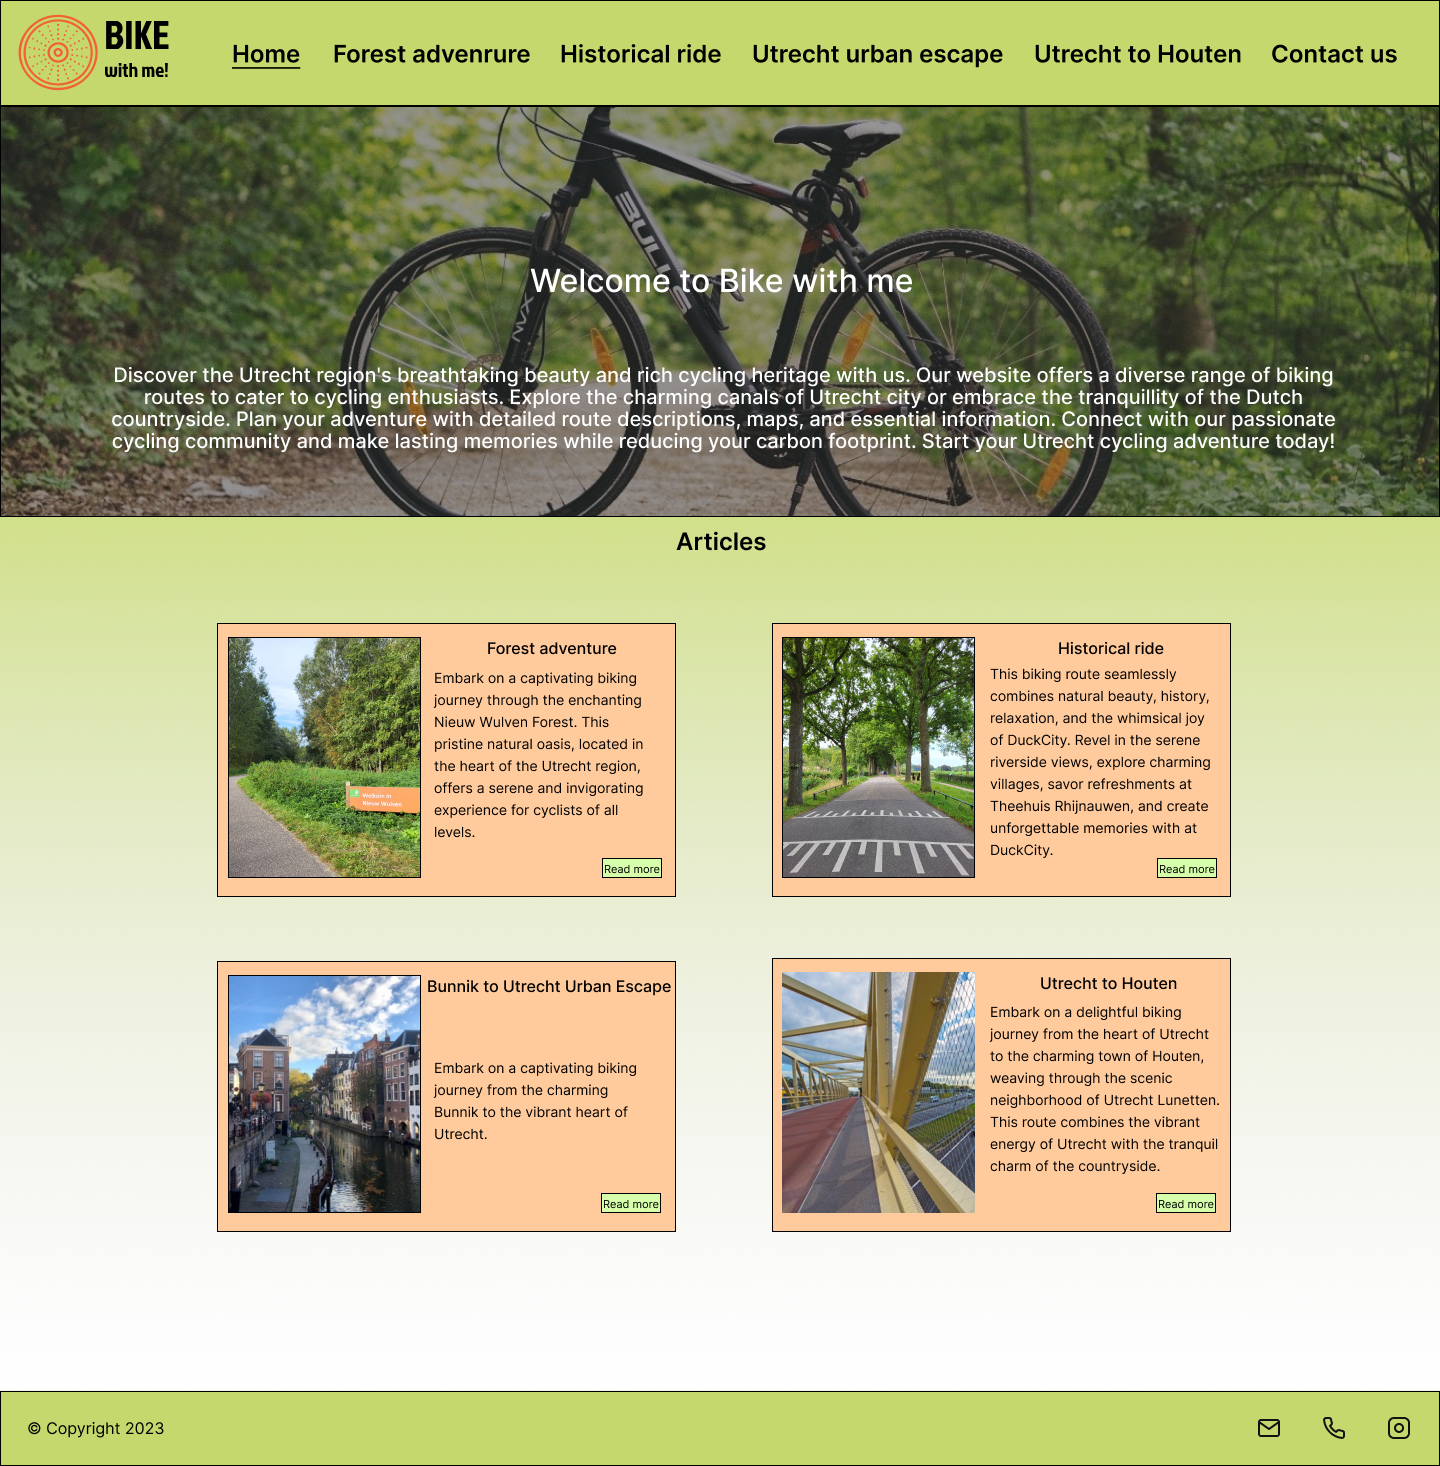 BIKE
with me!
Home Forest advenrure Historical ride Utrecht urban escape Utrecht to Houten Contact us
BULLS
Welcome to Bike with me
Discover the Utrecht region's breathtaking beauty and rich cycling heritage with us. Our website offers a diverse range of biking
routes to cater to cycling enthusiasts. Explore the charming canals of Utrecht city or embrace the tranquillity of the Dutch
countryside. Plan your adventure with detailed route descriptions, maps, and essential information. Connect with our passionate
cycling community and make lasting memories while reducing your carbon footprint. Start your Utrecht cycling adventure today!
Articles
Forest adventure
Embark on a captivating biking
journey through the enchanting
Nieuw Wulven Forest. This
pristine natural oasis, located in
the heart of the Utrecht region,
offers a serene and invigorating
experience for cyclists of all
levels.
Welkom in
Nieuw Wulven
Read more
Historical ride
This biking route seamlessly
combines natural beauty, history,
relaxation, and the whimsical joy
of DuckCity. Revel in the serene
riverside views, explore charming
villages, savor refreshments at
Theehuis Rhijnauwen, and create
unforgettable memories with at
DuckCity.
Read more
Bunnik to Utrecht Urban Escape
Embark on a captivating biking
journey from the charming
Bunnik to the vibrant heart of
Utrecht.
Read more
Utrecht to Houten
Embark on a delightful biking
journey from the heart of Utrecht
to the charming town of Houten,
weaving through the scenic
neighborhood of Utrecht Lunetten.
This route combines the vibrant
energy of Utrecht with the tranquil
charm of the countryside.
Read more
© Copyright 2023